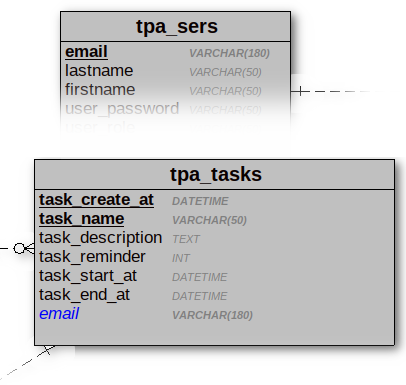 tpa_sers
email VARCHAR(180)
lastname VARCHAR(50)
firstname VARCHAR(50)
user_password VARCHAR(50)
tpa_tasks
task_create_at DATETIME
task_name VARCHAR(50)
task_description TEXT
task_reminder INT
task_start_at DATETIME
task_end_at DATETIME
email VARCHAR(180)